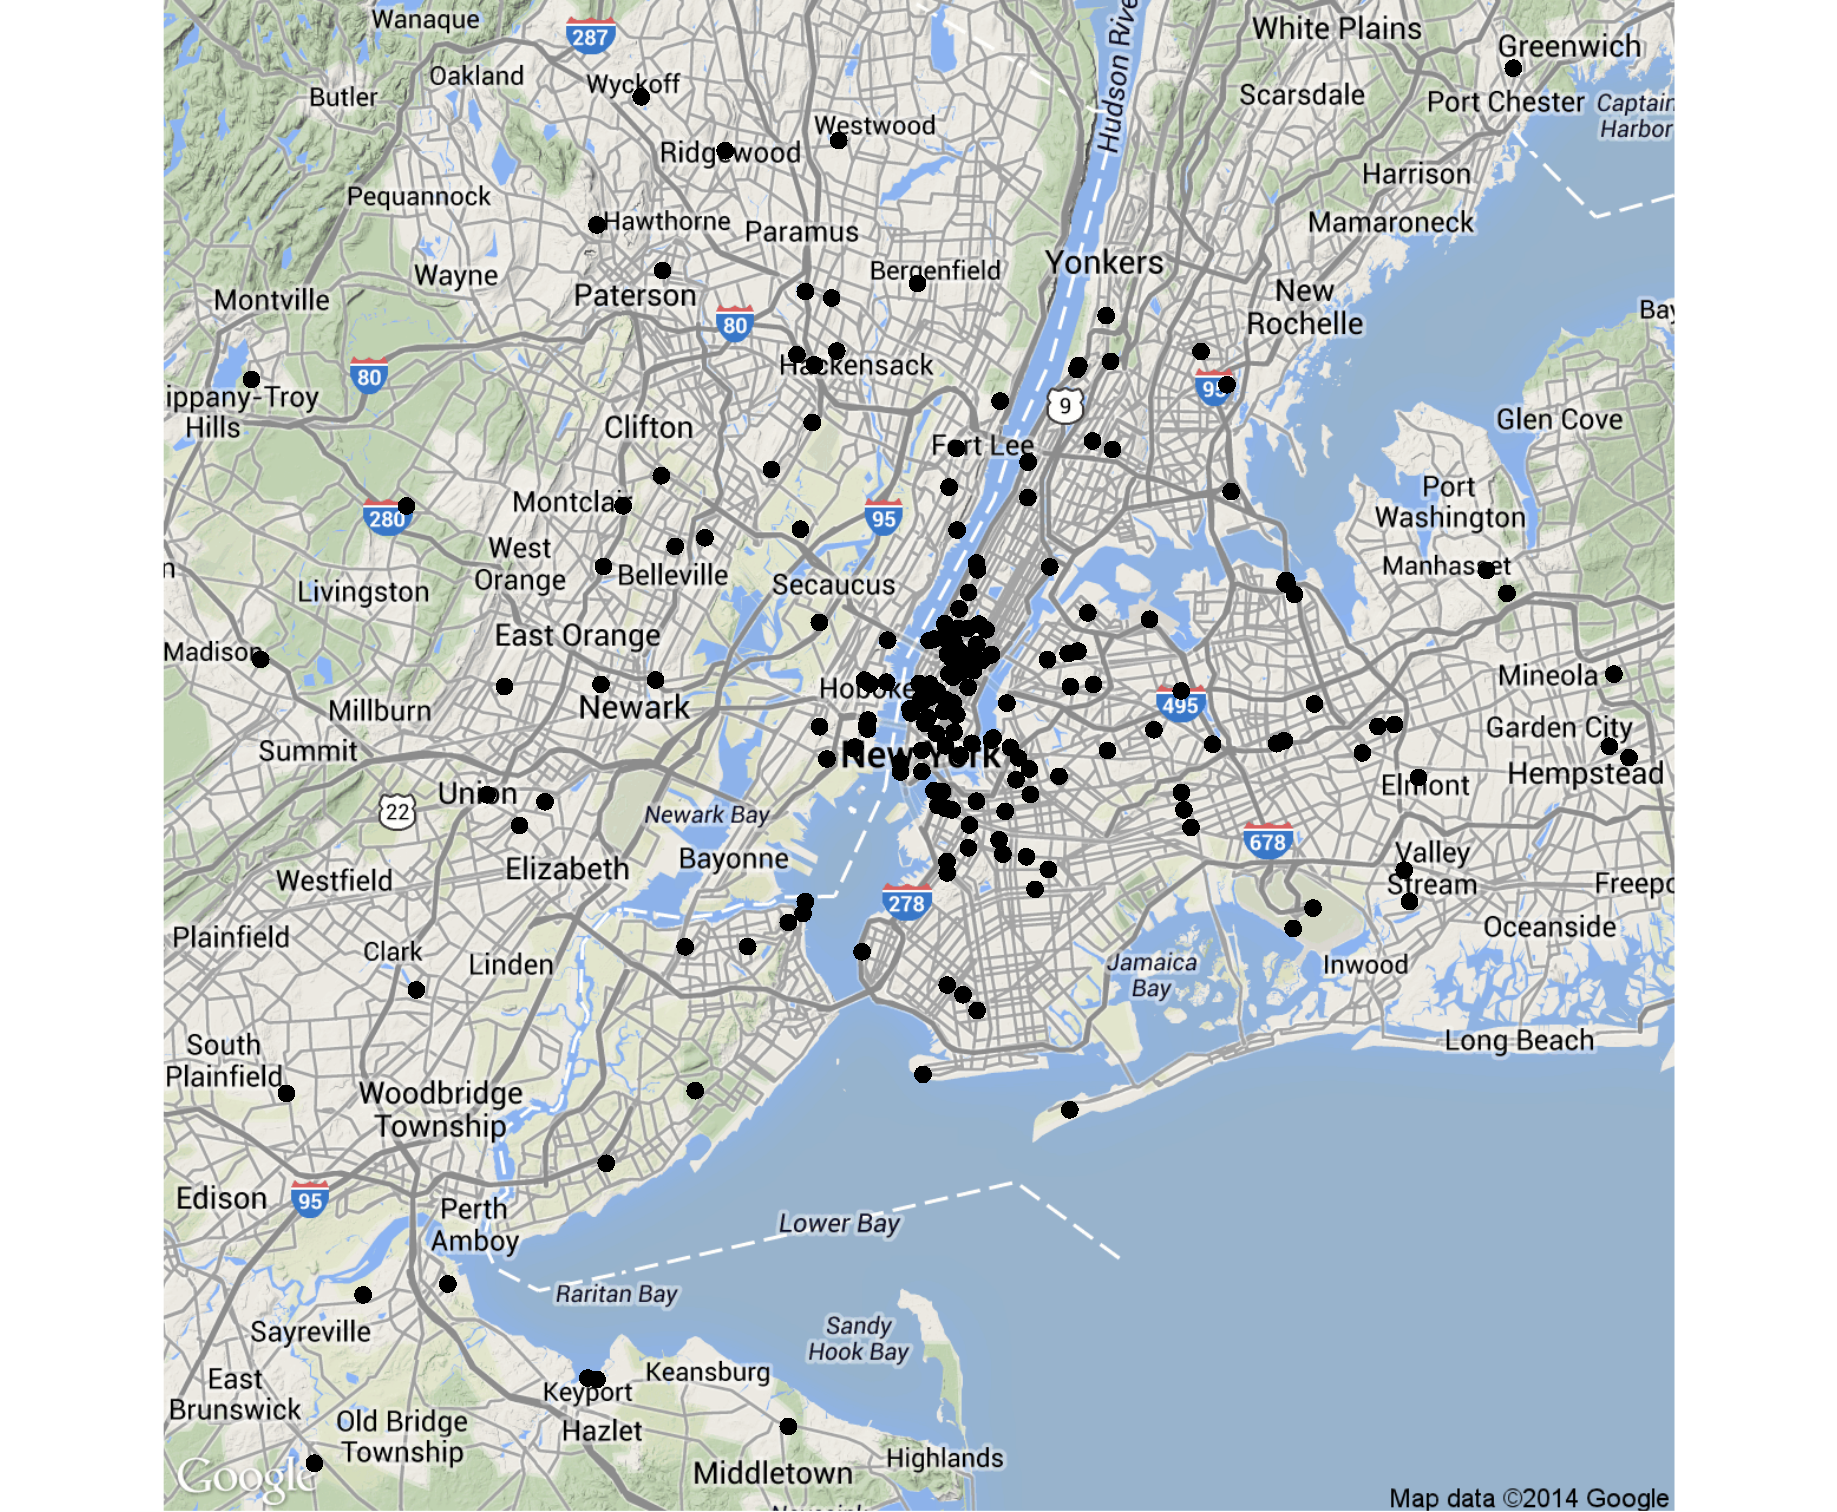 Wanaque
287
White Plains
Greenwich
Oakland
Wyckoff
Butler
Scarsdale
Port Chester
Captain
Harbor
Hudson Rive
Westwood
Ridgewood
Harrison
Pequannock
Hawthorne
Paramus
Mamaroneck
Wayne
Bergenfield
Yonkers
Montville
Paterson
New
Rochelle
Bay
80
80
Hackensack
95
ippany-Troy
Hills
9
Glen Cove
Clifton
Fort Lee
Montclair
280
95
Port
Washington
West
Orange
Belleville
Secaucus
Manhasset
n
Livingston
East Orange
Madison
Mineola
Hoboke
495
Millburn
Newark
Garden City
Summit
New York
Hempstead
Union
Elmont
22
Newark Bay
678
Bayonne
Elizabeth
Valley
Stream
Westfield
278
Freepo
Plainfield
Clark
Linden
Oceanside
Jamaica
Bay
Inwood
South
Plainfield
Long Beach
Woodbridge
Township
Edison
95
Perth
Amboy
Lower Bay
Raritan Bay
Sayreville
Sandy
Hook Bay
East
Brunswick
Keyport
Keansburg
Old Bridge
Township
Hazlet
Middletown
Highlands
Google
Navesink
Map data ©2014 Google